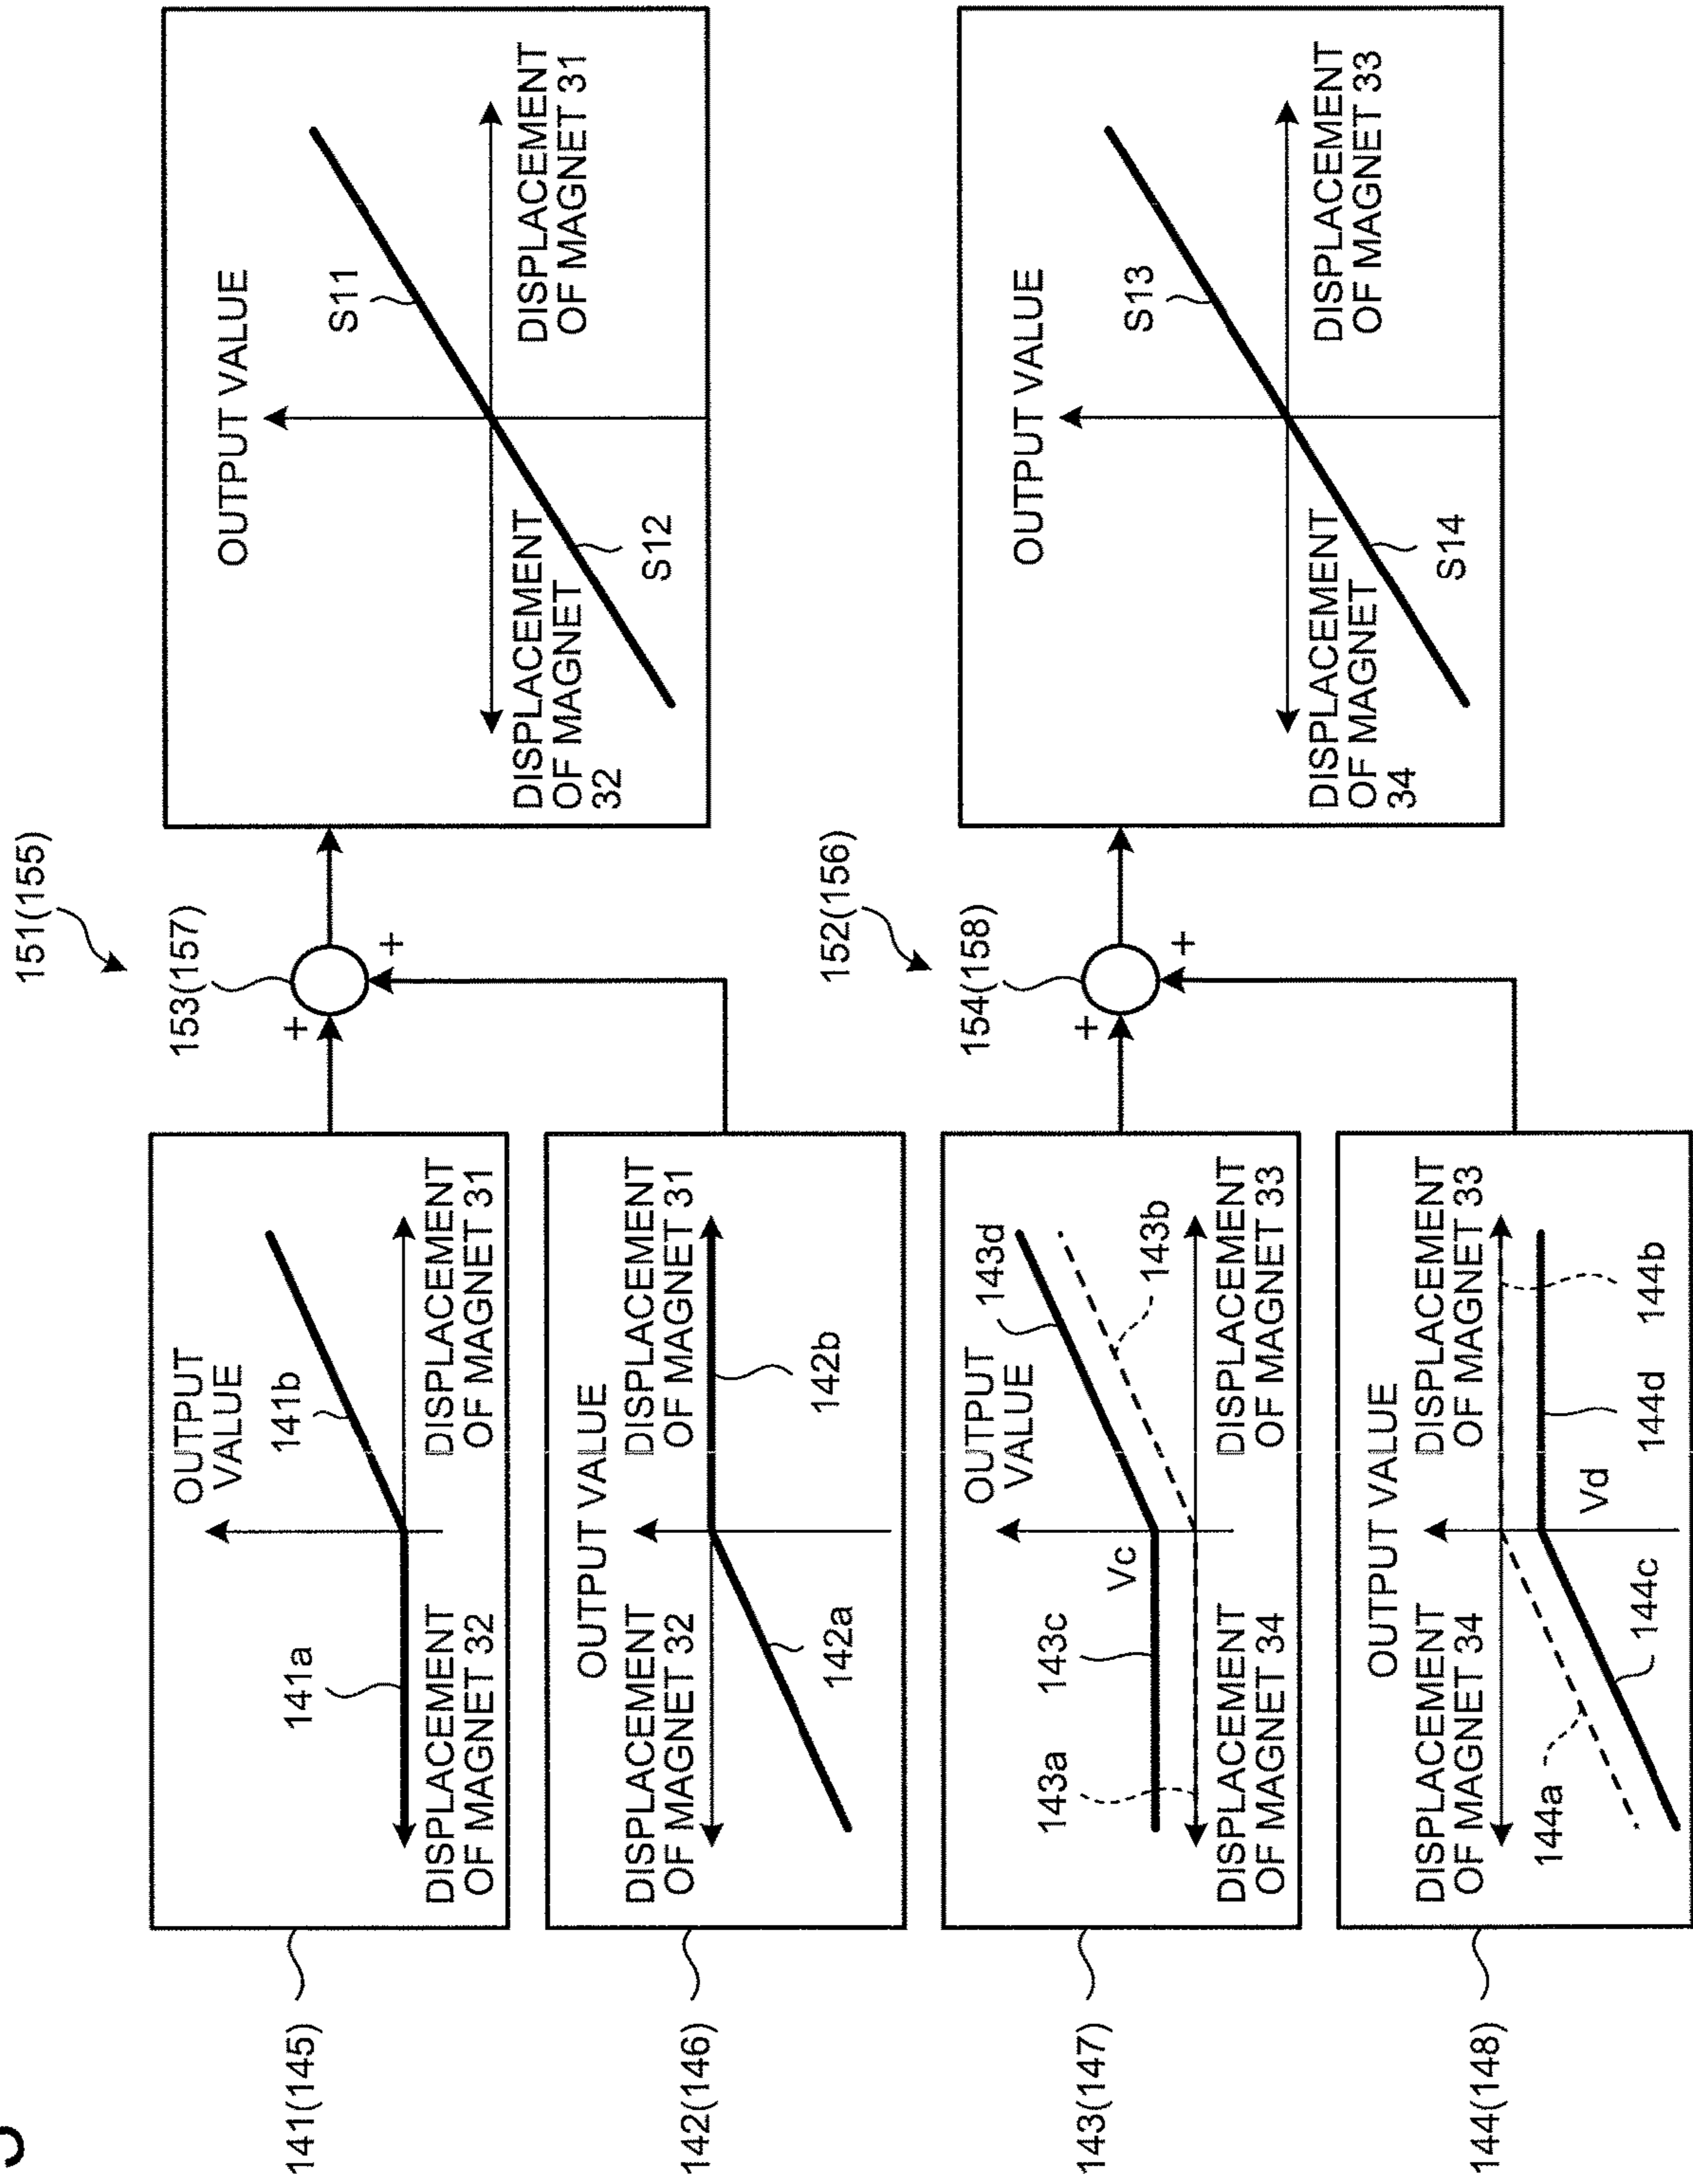 151(155)
153(157)
+
+
141(145)
OUTPUT
VALUE
141a
141b
DISPLACEMENT
OF MAGNET 32
DISPLACEMENT
OF MAGNET 31
142(146)
OUTPUT VALUE
DISPLACEMENT
OF MAGNET 32
DISPLACEMENT
OF MAGNET 31
142a
142b
OUTPUT VALUE
S11
DISPLACEMENT
OF MAGNET
32
S12
DISPLACEMENT
OF MAGNET 31
152(156)
154(158)
+
+
143(147)
OUTPUT
VALUE
143a
143c
Vc
143d
143b
DISPLACEMENT
OF MAGNET 34
DISPLACEMENT
OF MAGNET 33
144(148)
OUTPUT VALUE
DISPLACEMENT
OF MAGNET 34
DISPLACEMENT
OF MAGNET 33
144a
144c
Vd
144d
144b
OUTPUT VALUE
S13
DISPLACEMENT
OF MAGNET
34
S14
DISPLACEMENT
OF MAGNET 33